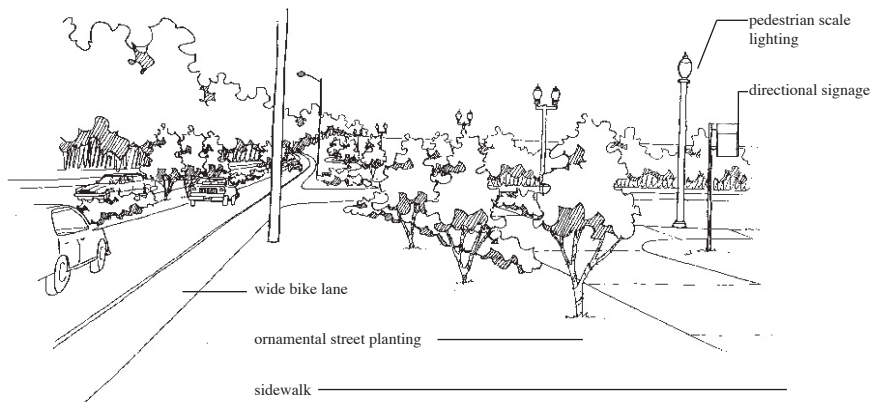 pedestrian scale
lighting
directional signage
wide bike lane
ornamental street planting
sidewalk